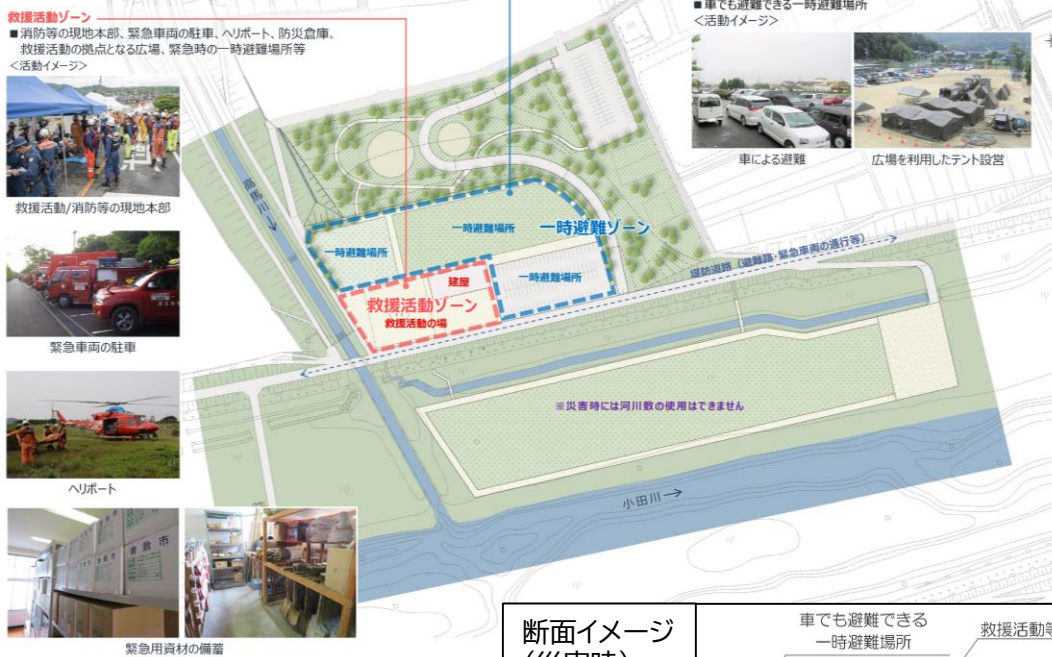 救援活動ゾーン
■消防等の現地本部、緊急車両の駐車、ヘリポート、防災倉庫、
救援活動の拠点となる広場、緊急時の一時避難場所等
<活動イメージ>
救援活動/消防等の現地本部
緊急車両の駐車
ヘリポート
倉敷市
緊急用資材の備蓄
■車でも避難できる一時避難場所
<活動イメージ>
車による避難
広場を利用したテント設営
高馬川→
一時避難場所
一時避難場所
一時避難ゾーン
一時避難場所
建屋
救援活動ゾーン
救援活動の場
堤防道路（避難路・緊急車両の通行等）
※災害時には河川敷の使用はできません
小田川→
断面イメージ
（災害時）
車でも避難できる
一時避難場所
救援活動等